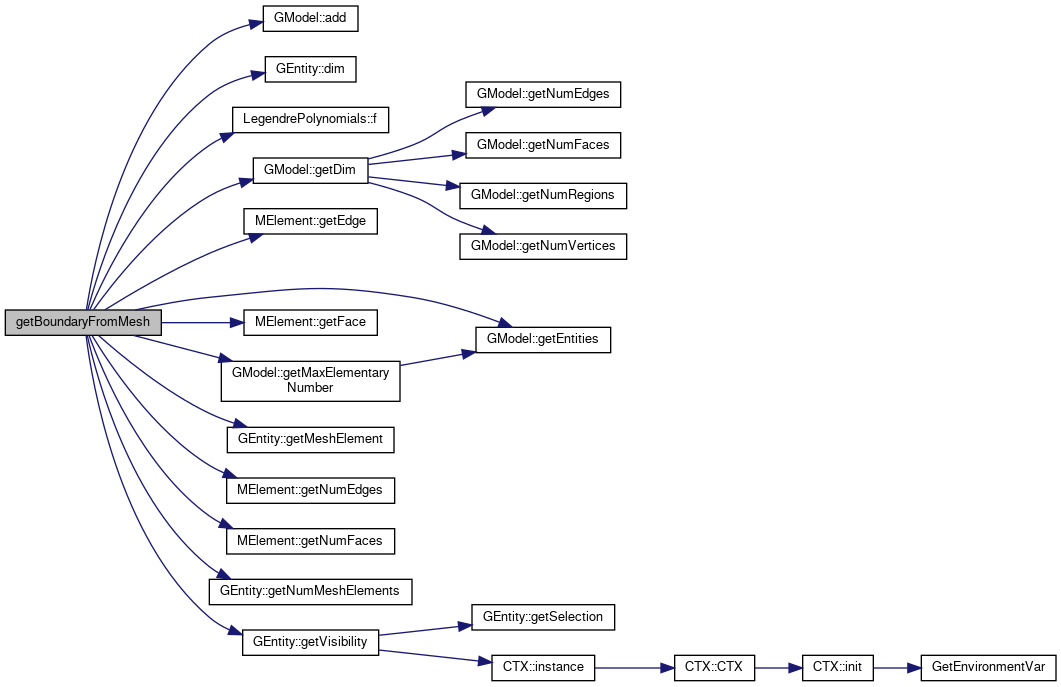 GModel::add
GEntity::dim
GModel::getNumEdges
LegendrePolynomials::f
GModel::getNumFaces
GModel::getDim
GModel::getNumRegions
MElement::getEdge
GModel::getNumVertices
getBoundaryFromMesh
MElement::getFace
GModel::getEntities
GModel::getMaxElementary
Number
GEntity::getMeshElement
MElement::getNumEdges
MElement::getNumFaces
GEntity::getNumMeshElements
GEntity::getSelection
GEntity::getVisibility
CTX::instance
CTX::CTX
CTX::init
GetEnvironmentVar